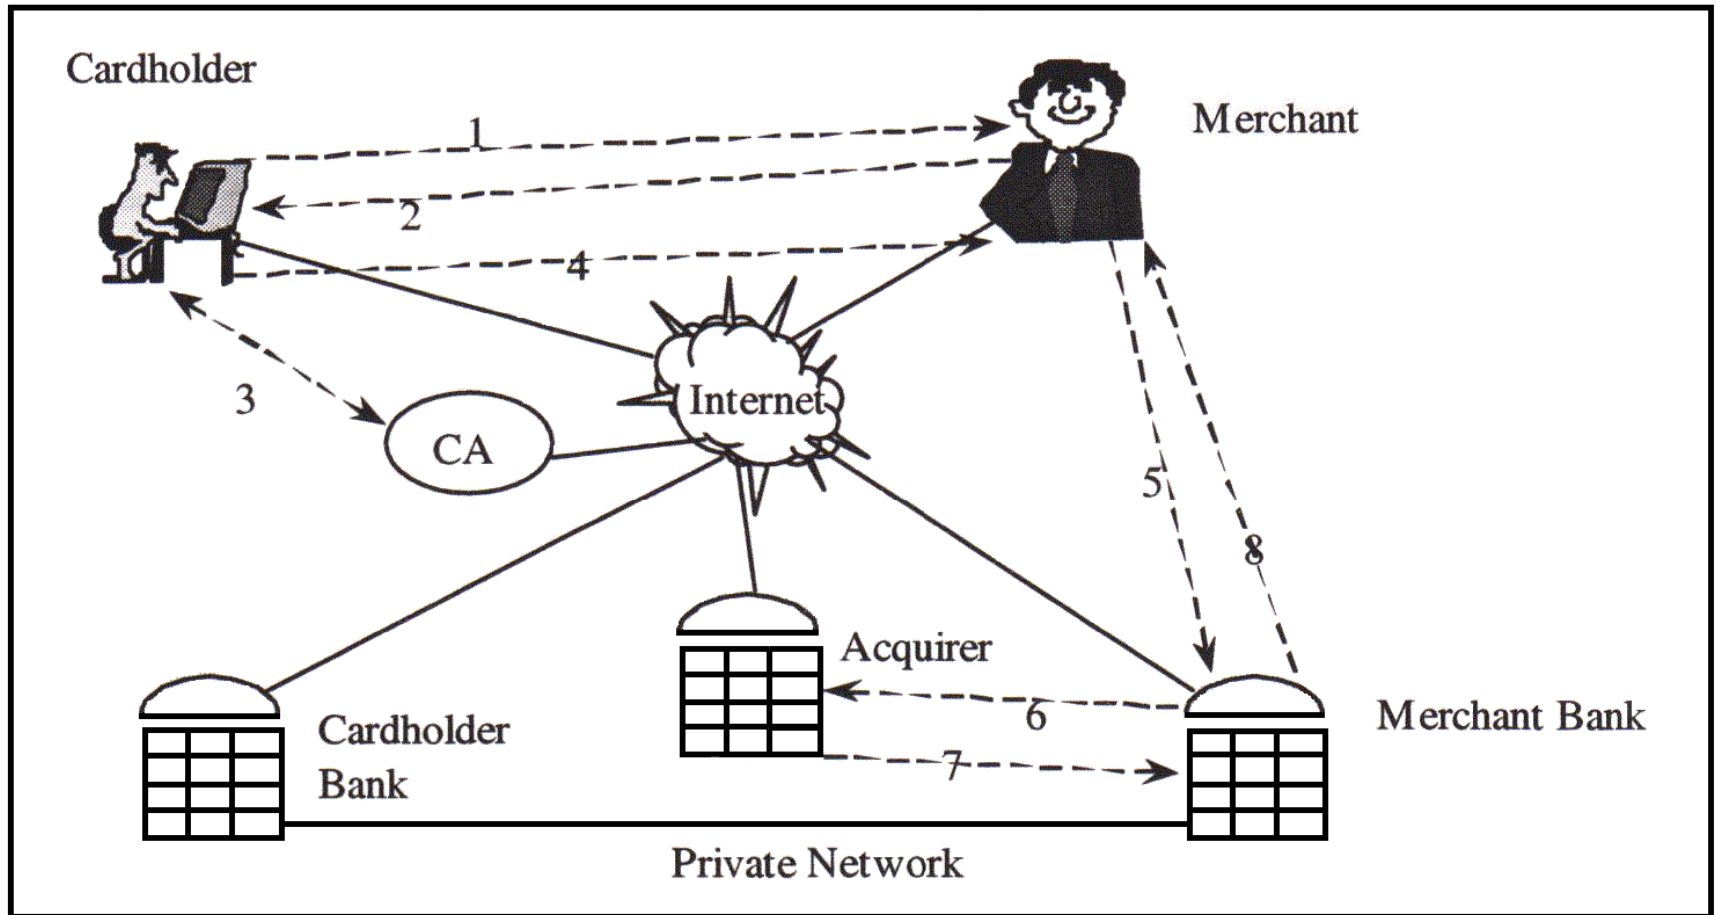 Cardholder
Merchant
1
2
4
3
Internet
CA
5
8
Acquirer
6
Merchant Bank
Cardholder
Bank
7
Private Network